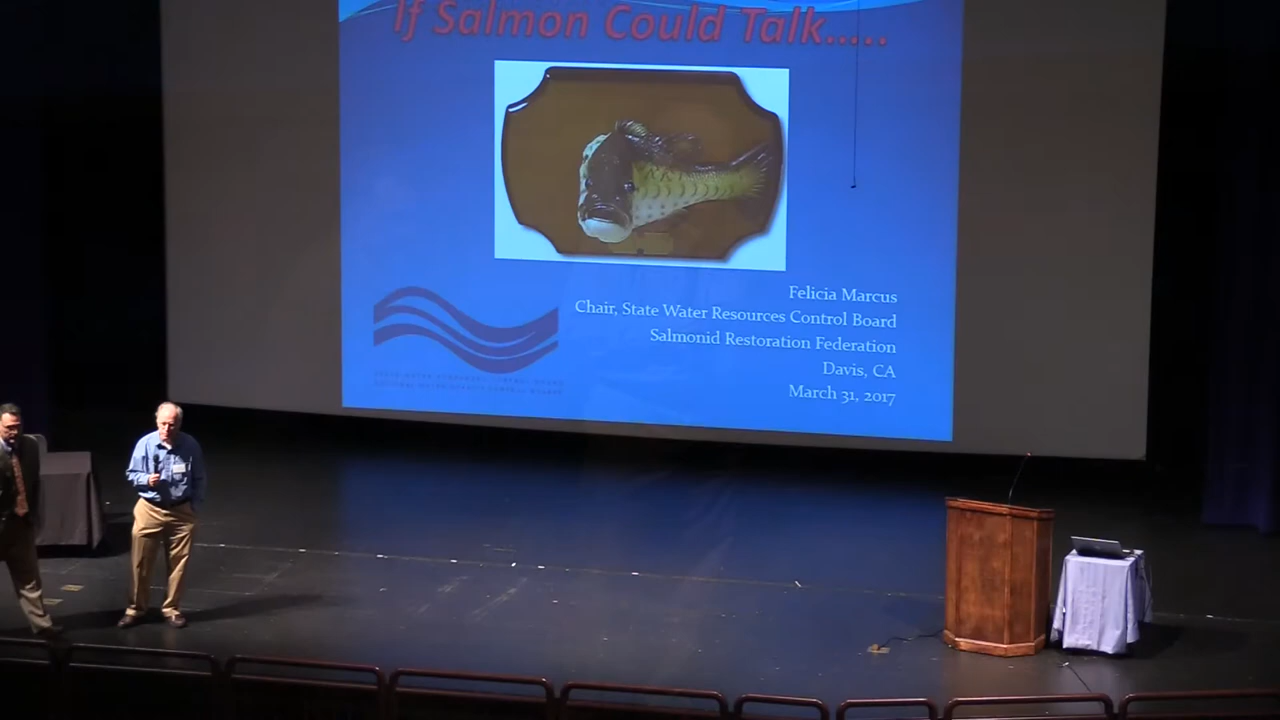 If Salmon Could Talk.....
Felicia Marcus
Chair, State Water Resources Control Board
Salmonid Restoration Federation
Davis, CA
March 31, 2017